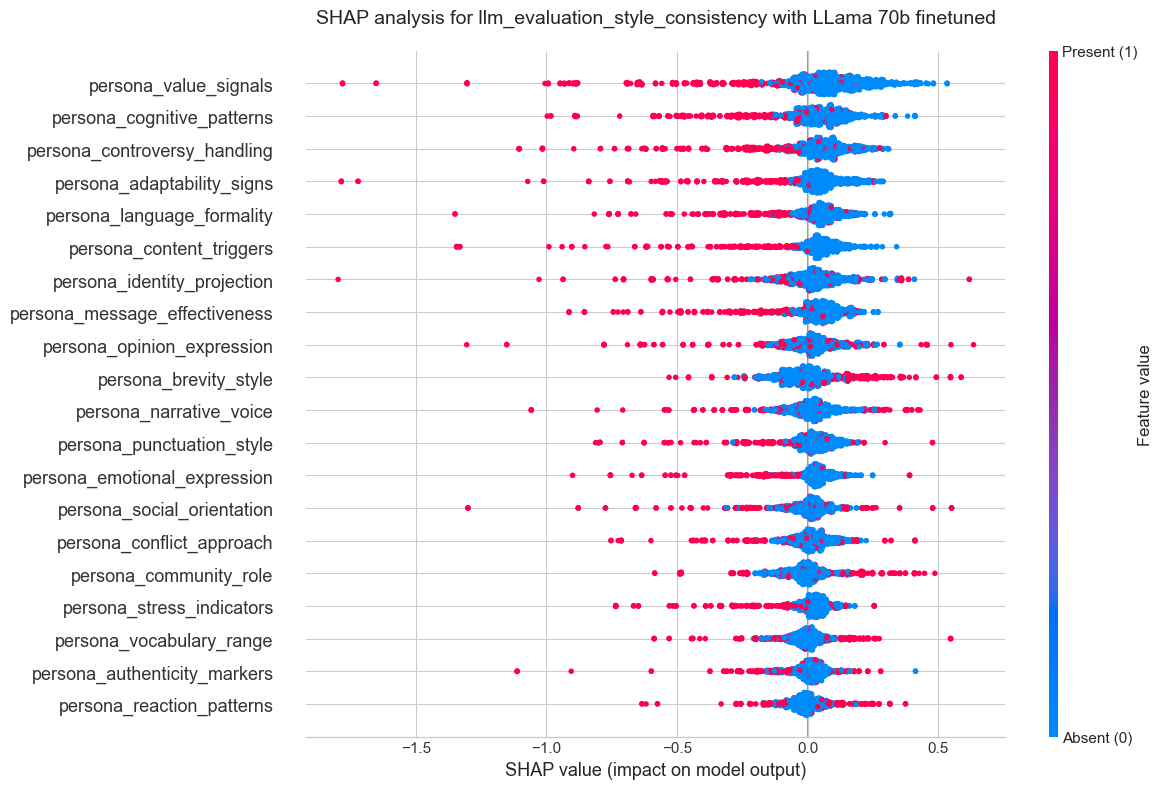 SHAP analysis for llm_evaluation_style_consistency with LLama 70b finetuned
Present (1)
persona_value_signals
persona_cognitive_patterns
persona_controversy_handling
persona_adaptability_signs
persona_language_formality
persona_content_triggers
persona_identity_projection
persona_message_effectiveness
persona_opinion_expression
persona_brevity_style
persona_narrative_voice
persona_punctuation_style
persona_emotional_expression
persona_social_orientation
persona_conflict_approach
persona_community_role
persona_stress_indicators
persona_vocabulary_range
persona_authenticity_markers
persona_reaction_patterns
Feature value
Absent (0)
−1.5 −1.0 −0.5 0.0 0.5
SHAP value (impact on model output)